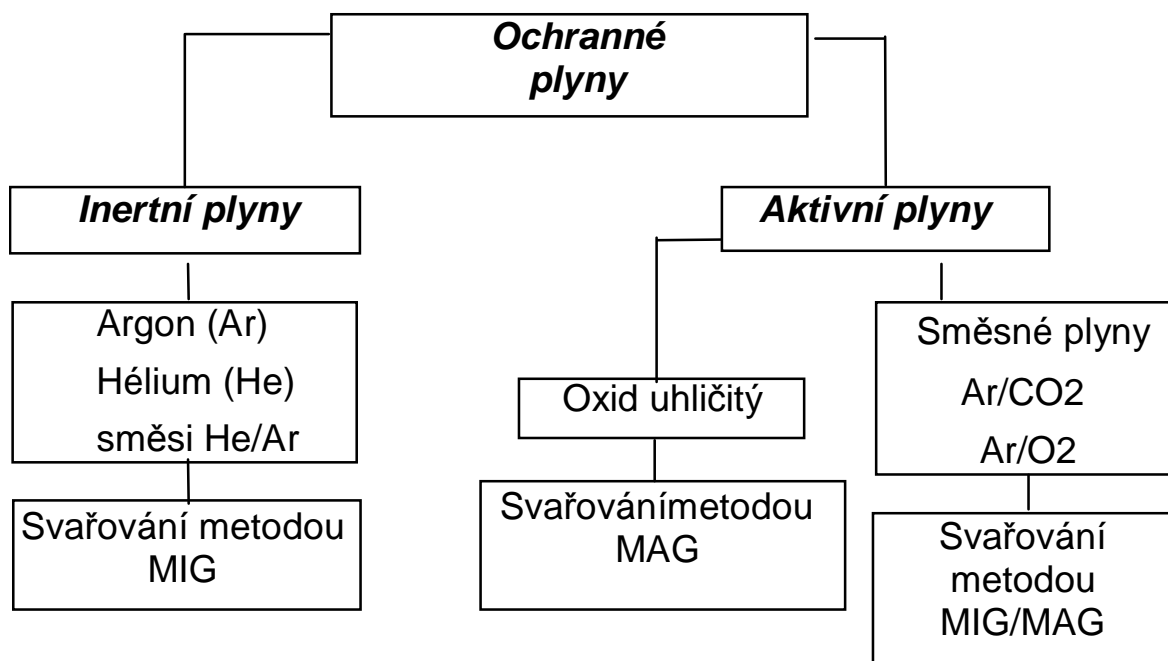 Ochranné
plyny
Inertní plyny
Aktivní plyny
Argon (Ar)
Hélium (He)
směsi He/Ar
Svařování metodou
MIG
Oxid uhličitý
Svařovánímetodou
MAG
Směsné plyny
Ar/CO2
Ar/O2
Svařování
metodou
MIG/MAG